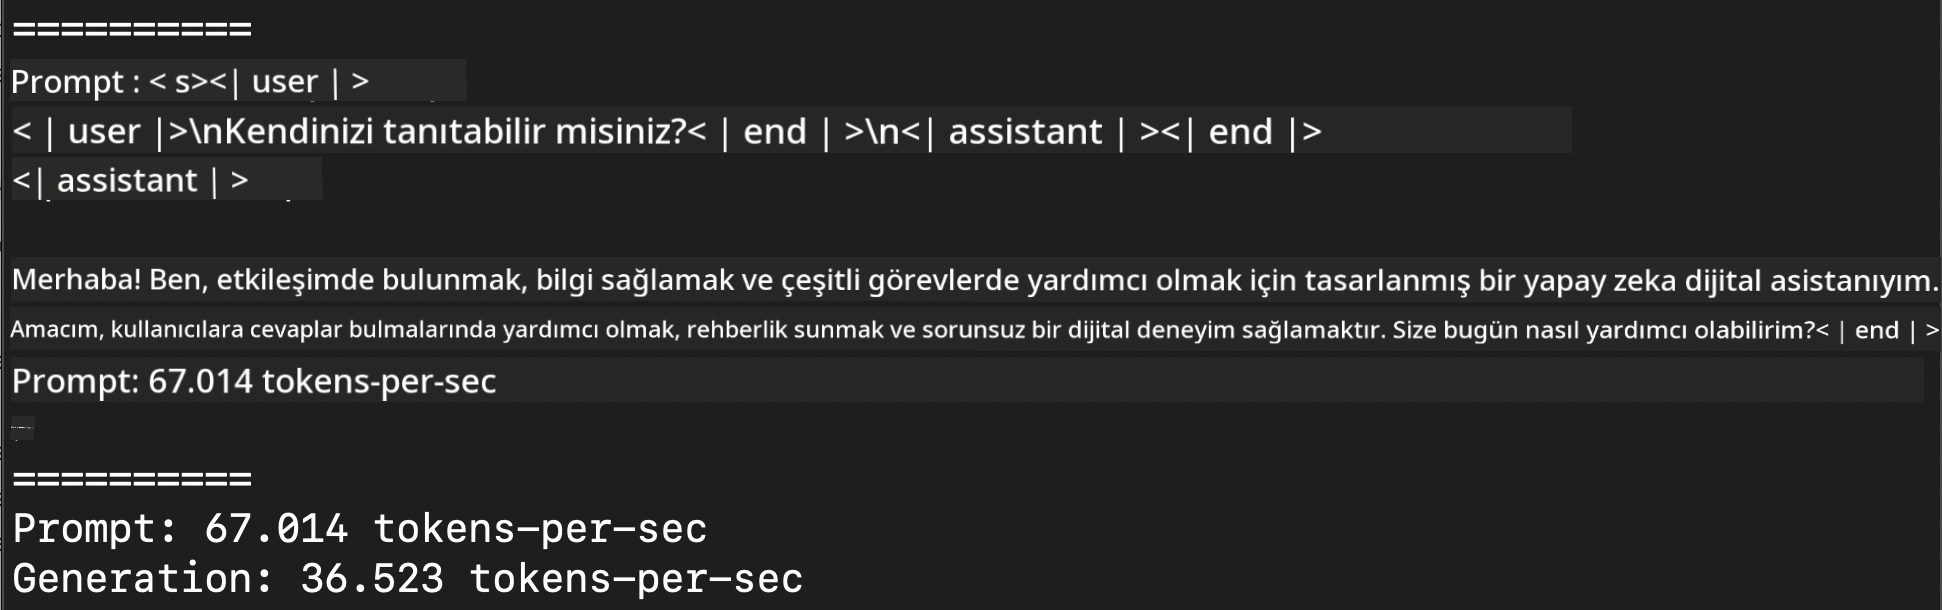 ==========
Prompt : < s><| user | >
< | user |>\nKendinizi tanıtabilir misiniz?< | end | >\n<| assistant | ><| end |>
<| assistant | >
Merhaba! Ben, etkileşimde bulunmak, bilgi sağlamak ve çeşitli görevlerde yardımcı olmak için tasarlanmış bir yapay zeka dijital asistanıyım.
Amacım, kullanıcılara cevaplar bulmalarında yardımcı olmak, rehberlik sunmak ve sorunsuz bir dijital deneyim sağlamaktır. Size bugün nasıl yardımcı olabilirim?< | end | >
Prompt: 67.014 tokens-per-sec
==========
Prompt: 67.014 tokens-per-sec
Generation: 36.523 tokens-per-sec